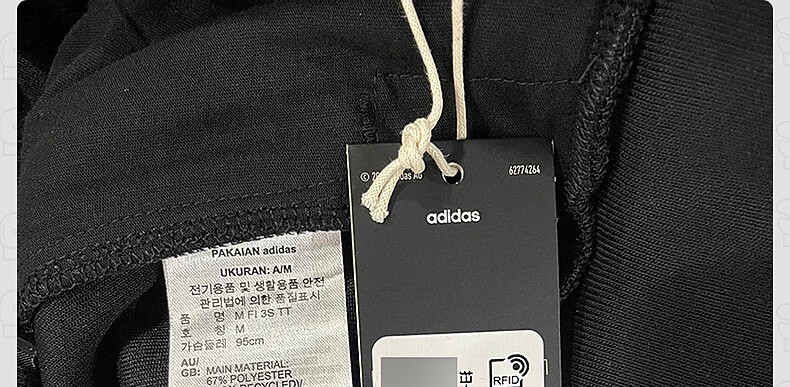 62774264
adidas
RFID
PAKAIAN adidas
UKURAN: A/M
전기용품 및 생활용품 안전
관리법에 의한 품질표시
품 명 M FI 3S TT
호 칭 M
가슴둘레 95cm
AU/
GB: MAIN MATERIAL:
67% POLYESTER